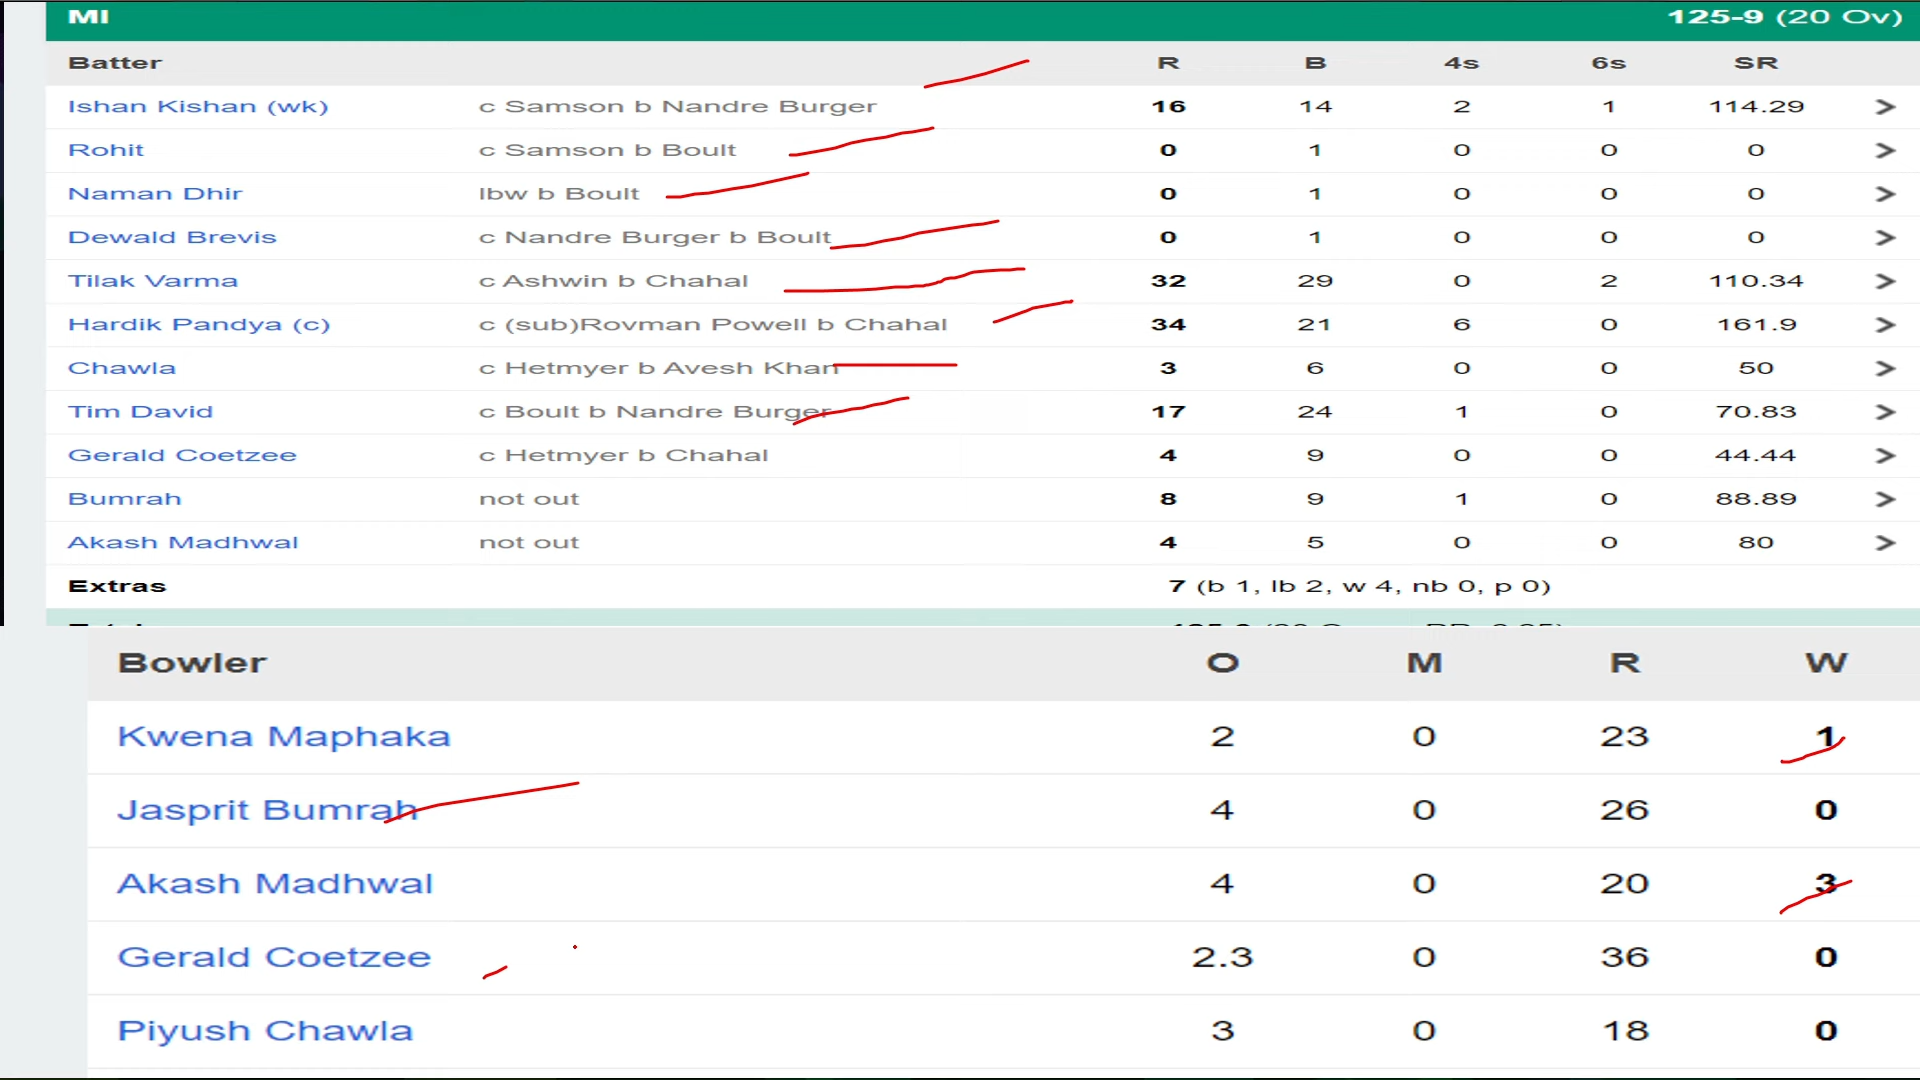 MI 125-9 (20 Ov)
Batter R B 4s 6s SR
Ishan Kishan (wk) c Samson b Nandre Burger 16 14 2 1 114.29
Rohit c Samson b Boult 0 1 0 0 0
Naman Dhir lbw b Boult 0 1 0 0 0
Dewald Brevis c Nandre Burger b Boult 0 1 0 0 0
Tilak Varma c Ashwin b Chahal 32 29 0 2 110.34
Hardik Pandya (c) c (sub)Rovman Powell b Chahal 34 21 6 0 161.9
Chawla c Hetmyer b Avesh Khan 3 6 0 0 50
Tim David c Boult b Nandre Burger 17 24 1 0 70.83
Gerald Coetzee c Hetmyer b Chahal 4 9 0 0 44.44
Bumrah not out 8 9 1 0 88.89
Akash Madhwal not out 4 5 0 0 80
Extras 7 (b 1, lb 2, w 4, nb 0, p 0)
Bowler O M R W
Kwena Maphaka 2 0 23 1
Jasprit Bumrah 4 0 26 0
Akash Madhwal 4 0 20 3
Gerald Coetzee 2.3 0 36 0
Piyush Chawla 3 0 18 0